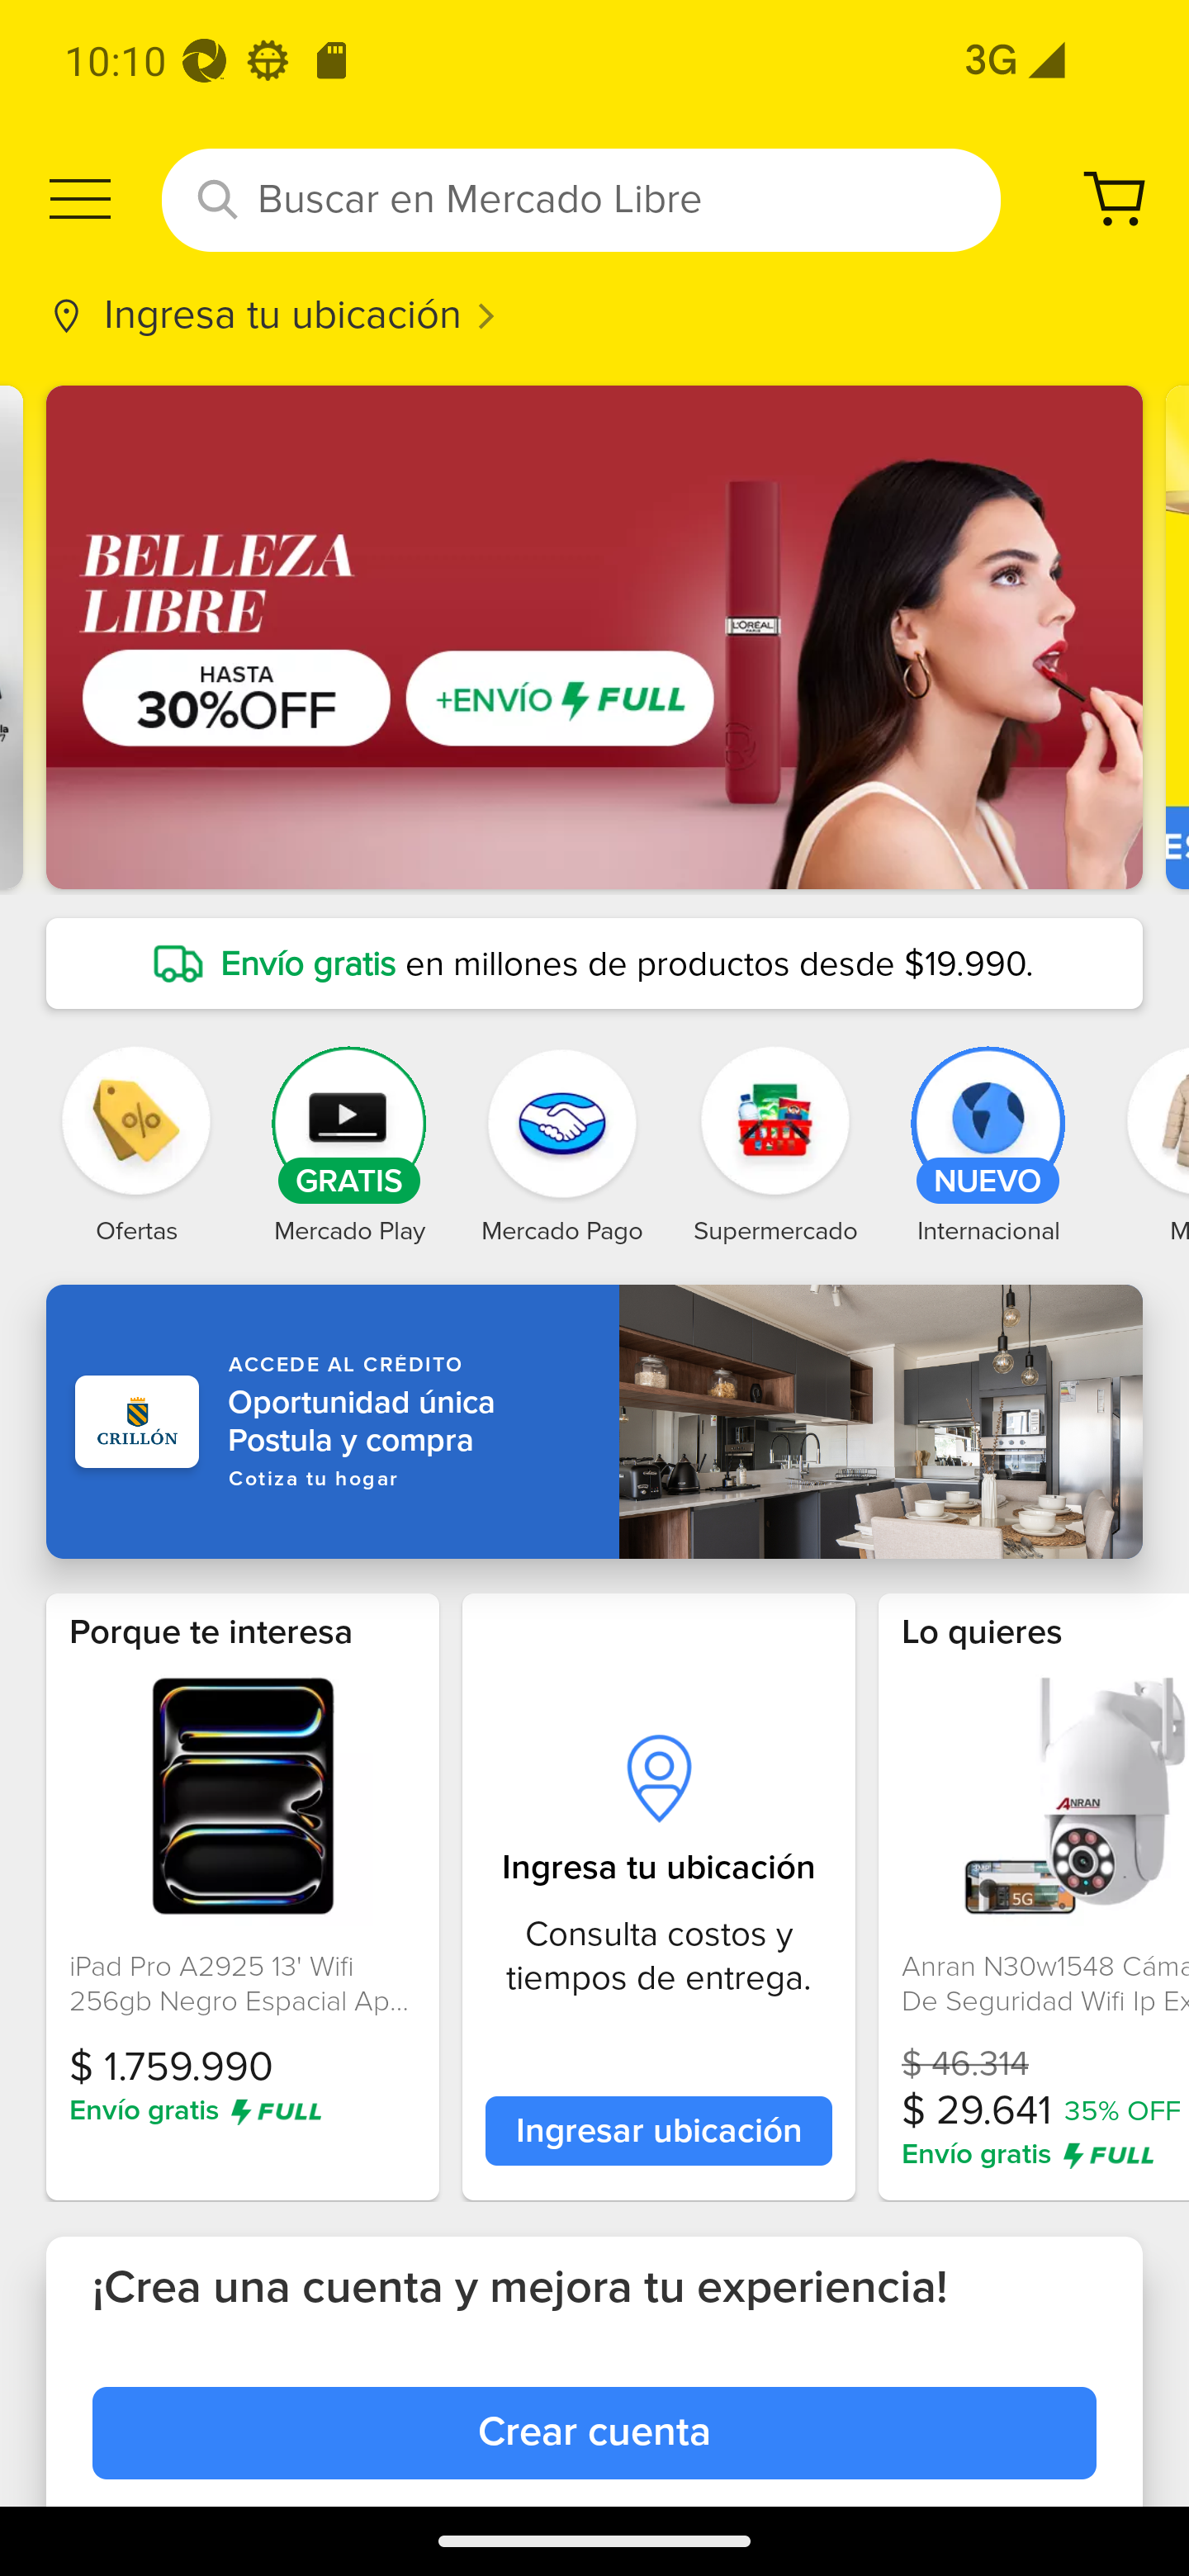 10:10
3G
Buscar en Mercado Libre
Ingresa tu ubicación
BELLEZA
LIBRE
HASTA
30%OFF
+ENVÍO FULL
L'ORÉAL
PARIS
Envío gratis en millones de productos desde $19.990.
GRATIS
NUEVO
Ofertas
Mercado Play
Mercado Pago
Supermercado
Internacional
M
CRILLÓN
ACCEDE AL CRÉDITO
Oportunidad única
Postula y compra
Cotiza tu hogar
Porque te interesa
iPad Pro A2925 13' Wifi
256gb Negro Espacial Ap...
$ 1.759.990
Envío gratis FULL
Ingresa tu ubicación
Consulta costos y
tiempos de entrega.
Ingresar ubicación
Lo quieres
ANRAN
5G
Anran N30w1548 Cáma
De Seguridad Wifi Ip Ex
$ 46.314
$ 29.641 35% OFF
Envío gratis FULL
¡Crea una cuenta y mejora tu experiencia!
Crear cuenta